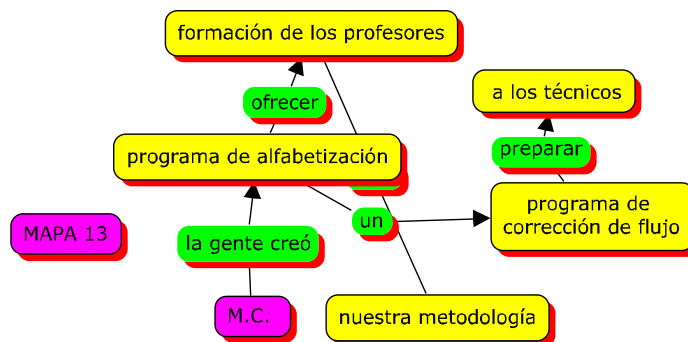 formación de los profesores
ofrecer
a los técnicos
programa de alfabetización
preparar
un
programa de
corrección de flujo
MAPA 13
la gente creó
M.C.
nuestra metodología